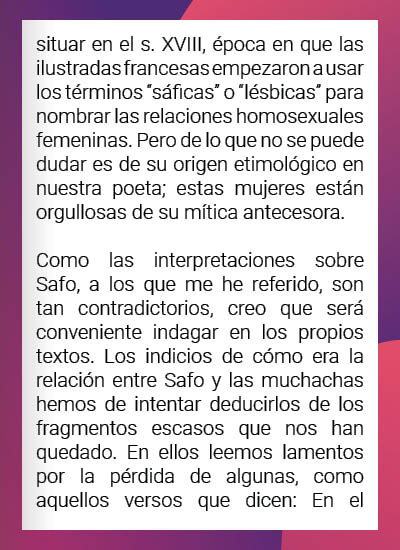 situar en el s. XVIII, época en que las
ilustradas francesas empezaron a usar
los términos “sáficas” o “lésbicas” para
nombrar las relaciones homosexuales
femeninas. Pero de lo que no se puede
dudar es de su origen etimológico en
nuestra poeta; estas mujeres están
orgullosas de su mítica antecesora.

Como las interpretaciones sobre
Safo, a los que me he referido, son
tan contradictorios, creo que será
conveniente indagar en los propios
textos. Los indicios de cómo era la
relación entre Safo y las muchachas
hemos de intentar deducirlos de los
fragmentos escasos que nos han
quedado. En ellos leemos lamentos
por la pérdida de algunas, como
aquellos versos que dicen: En el